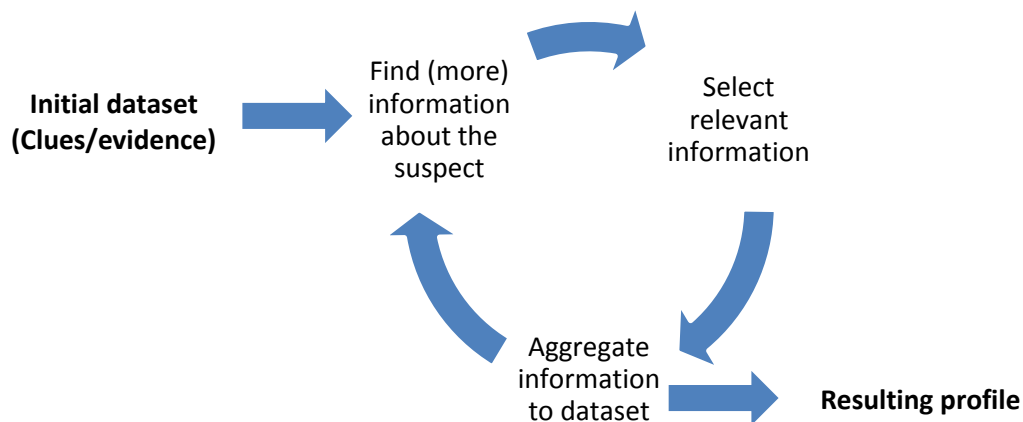 Initial dataset
(Clues/evidence)
Find (more)
information
about the
suspect
Select
relevant
information
Aggregate
information
to dataset
Resulting profile